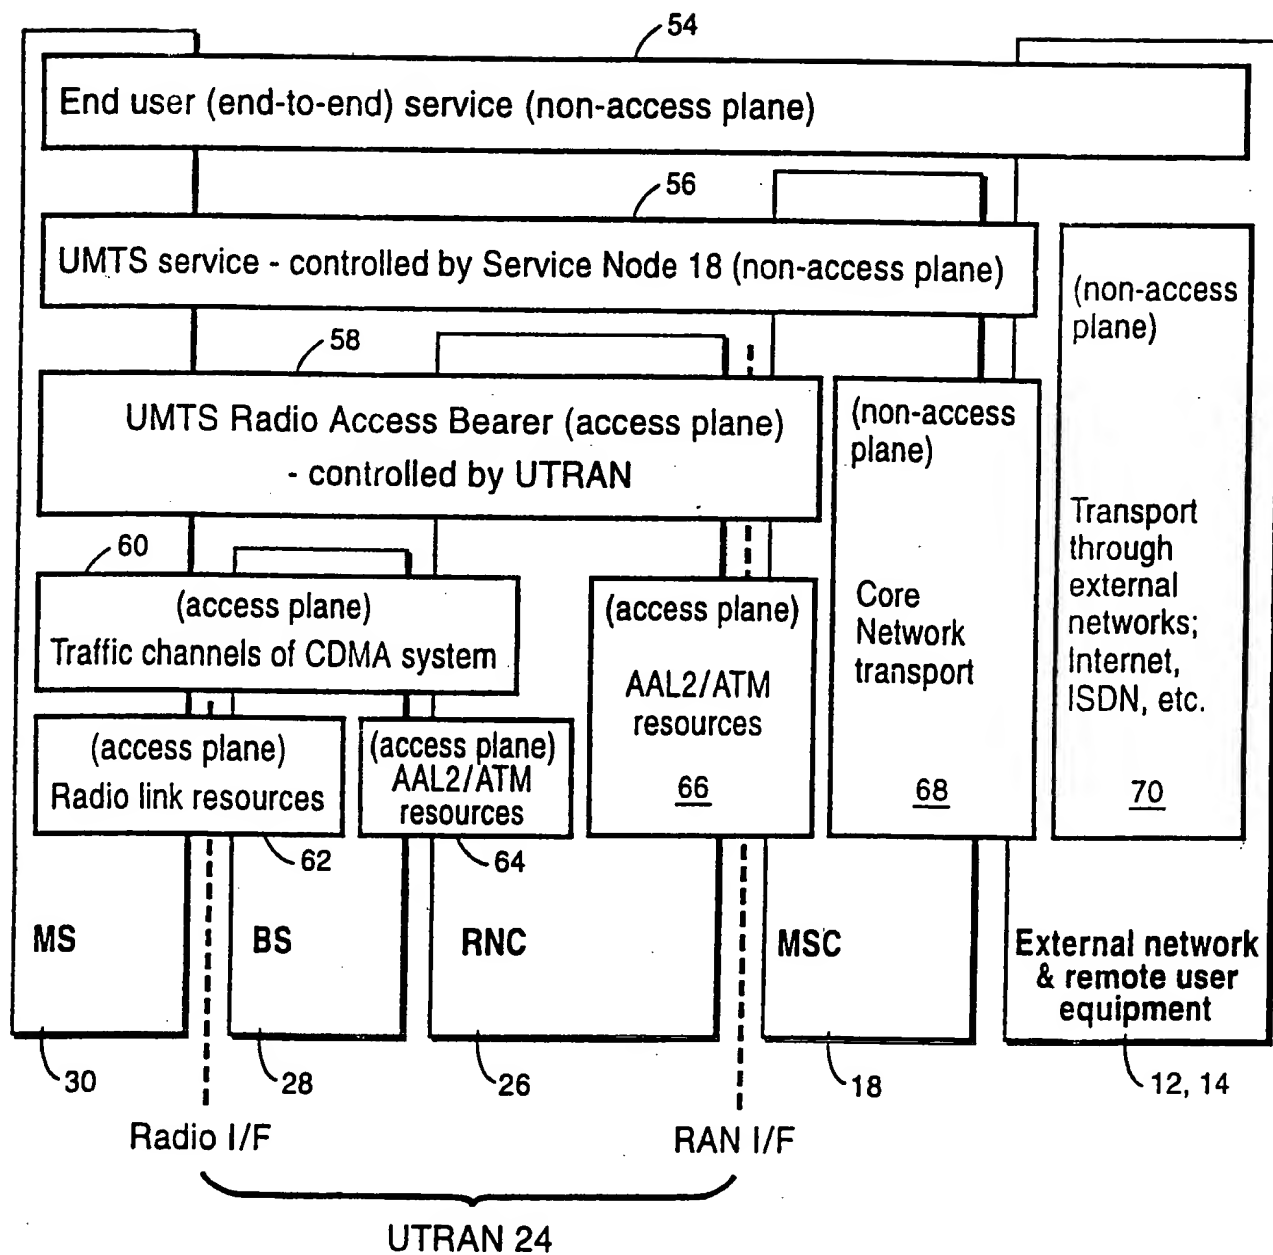 54
End user (end-to-end) service (non-access plane)
56
UMTS service - controlled by Service Node 18 (non-access plane)
(non-access
plane)
Transport
through
external
networks;
Internet,
ISDN, etc.
70
58
UMTS Radio Access Bearer (access plane)
- controlled by UTRAN
(non-access
plane)
Core
Network
transport
68
60
(access plane)
Traffic channels of CDMA system
(access plane)
AAL2/ATM
resources
66
(access plane)
Radio link resources
62
(access plane)
AAL2/ATM
resources
64
MS
BS
RNC
MSC
External network
& remote user
equipment
30
28
26
18
12, 14
Radio I/F
RAN I/F
UTRAN 24